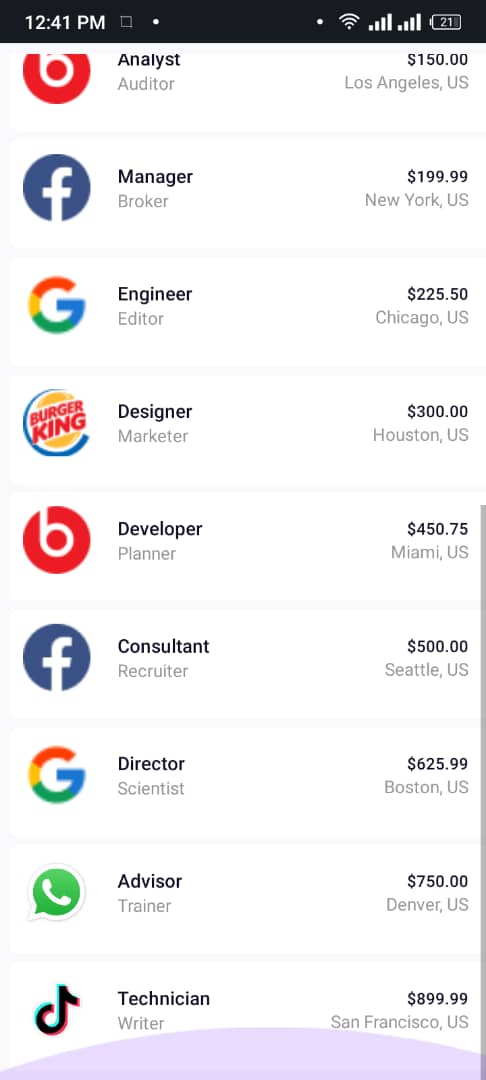 12:41 PM
21
Analyst
$150.00
Auditor
Los Angeles, US
Manager
$199.99
Broker
New York, US
Engineer
$225.50
Editor
Chicago, US
BURGER
KING
Designer
$300.00
Marketer
Houston, US
Developer
$450.75
Planner
Miami, US
Consultant
$500.00
Recruiter
Seattle, US
Director
$625.99
Scientist
Boston, US
Advisor
$750.00
Trainer
Denver, US
Technician
$899.99
Writer
San Francisco, US